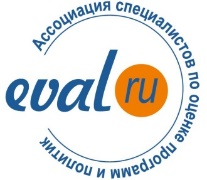 Ассоциация специалистов по оценке программ и политик
eval ru